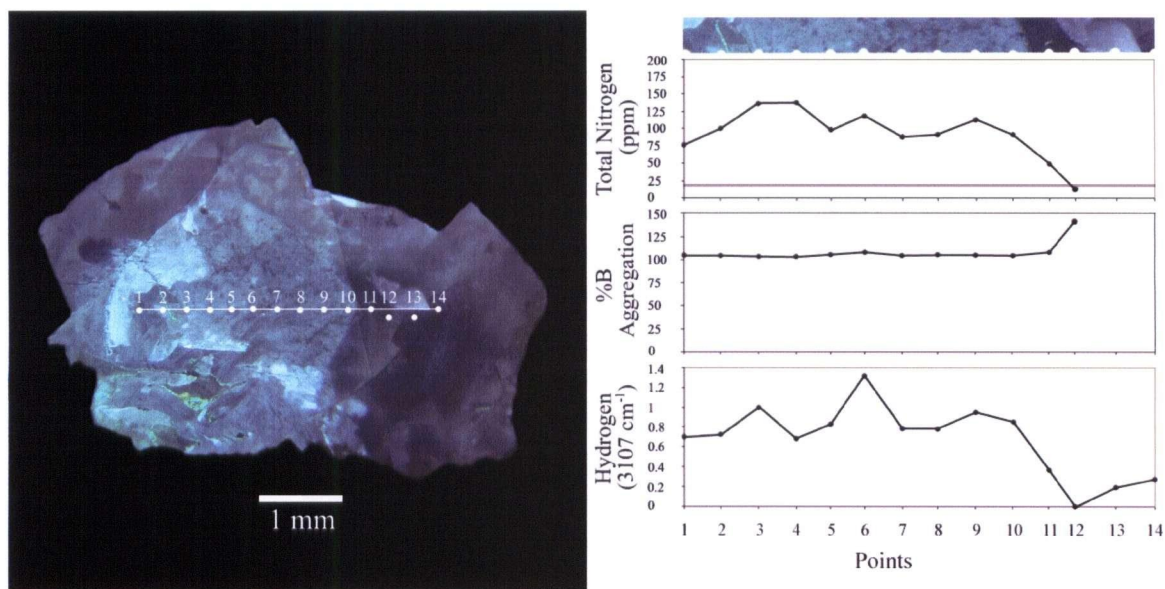 1 2 3 4 5 6 7 8 9 10 11 12 13 14
1 mm
Total Nitrogen
(ppm)
200
175
150
125
100
75
50
25
0
%B
Aggregation
150
125
100
75
50
25
0
Hydrogen
(3107 cm⁻¹)
1.4
1.2
1
0.8
0.6
0.4
0.2
0
1 2 3 4 5 6 7 8 9 10 11 12 13 14
Points